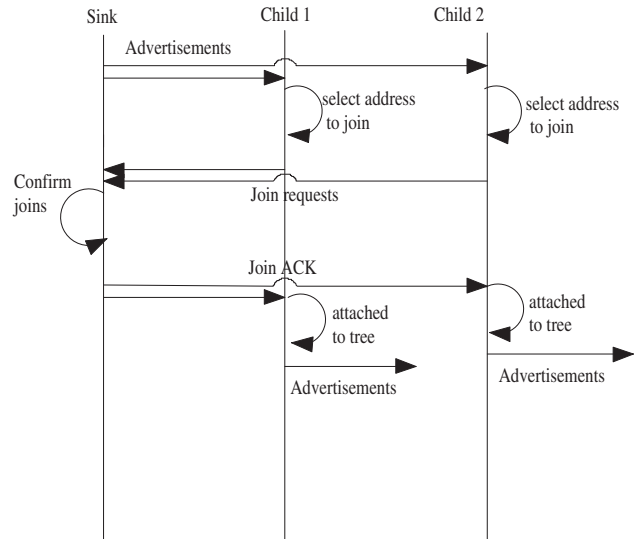 Sink
Child 1
Child 2
Advertisements
select address
to join
select address
to join
Confirm
joins
Join requests
Join ACK
attached
to tree
attached
to tree
Advertisements
Advertisements